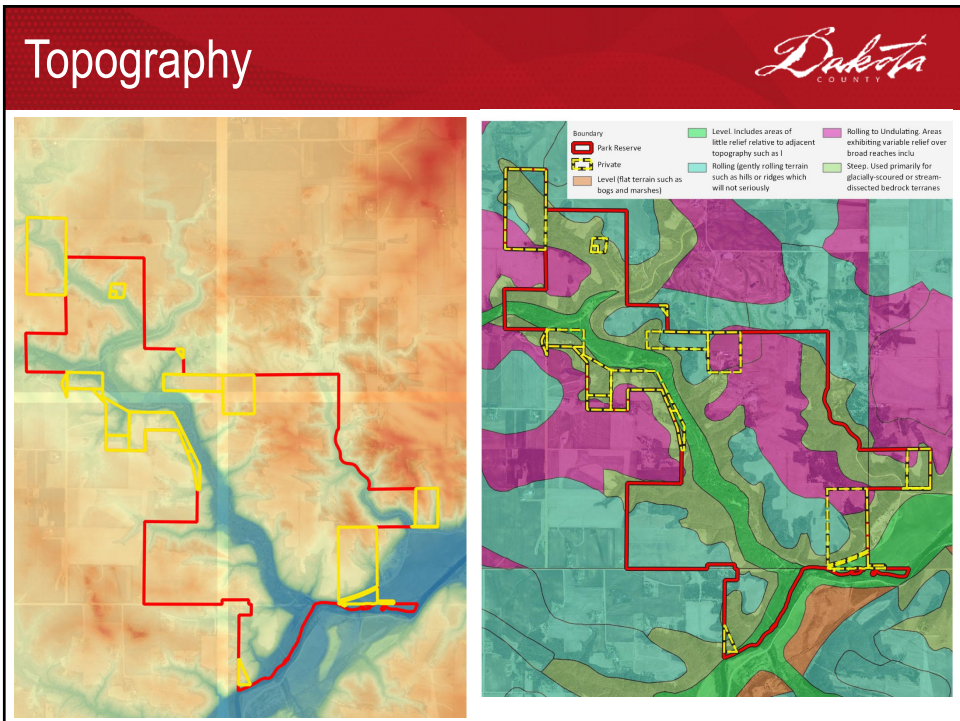 Topography
Dakota
COUNTY
Boundary
Park Reserve
Private
Level (flat terrain such as
bogs and marshes)
Level. Includes areas of
little relief relative to adjacent
topography such as l
Rolling (gently rolling terrain
such as hills or ridges which
will not seriously
Rolling to Undulating. Areas
exhibiting variable relief over
broad reaches inclu
Steep. Used primarily for
glacially-scoured or stream-
dissected bedrock terranes